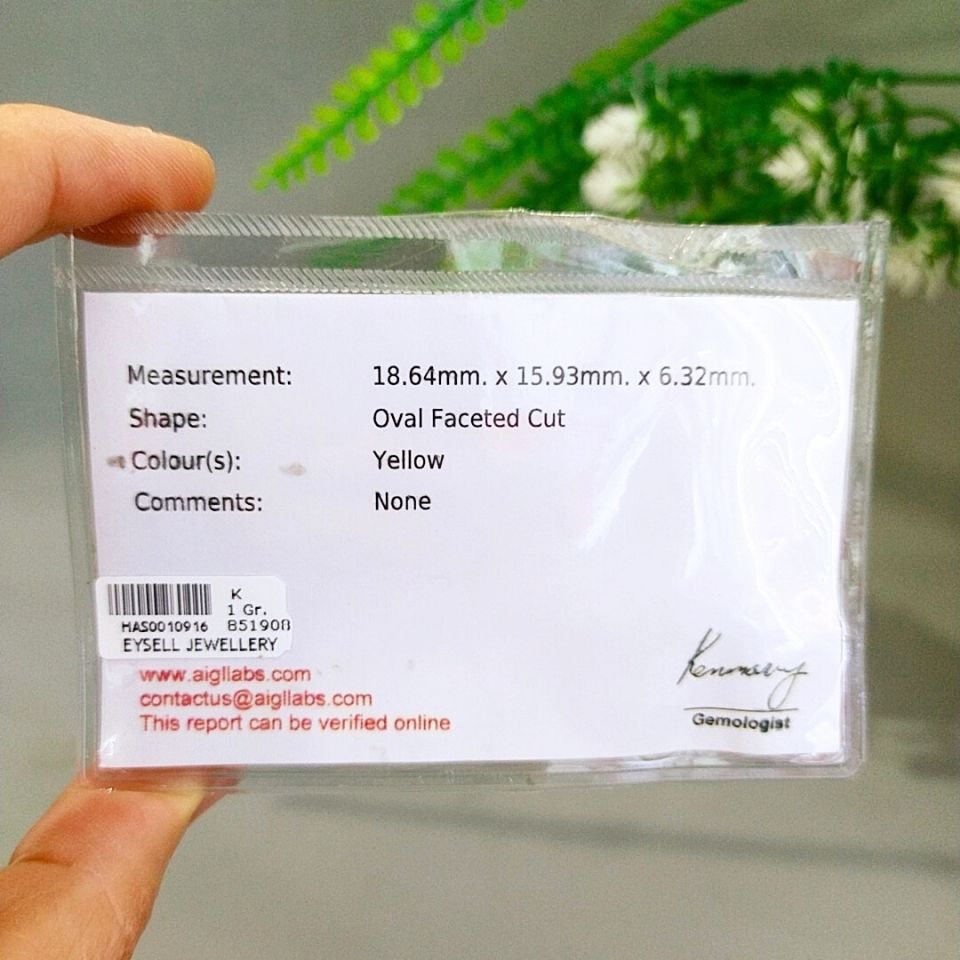 Measurement: 18.64mm. x 15.93mm. x 6.32mm.
Shape: Oval Faceted Cut
Colour(s): Yellow
Comments: None
K
1 Gr.
HAS0010916 851908
EYSELL JEWELLERY
www.aigllabs.com
contactus@aigllabs.com
This report can be verified online
Gemologist